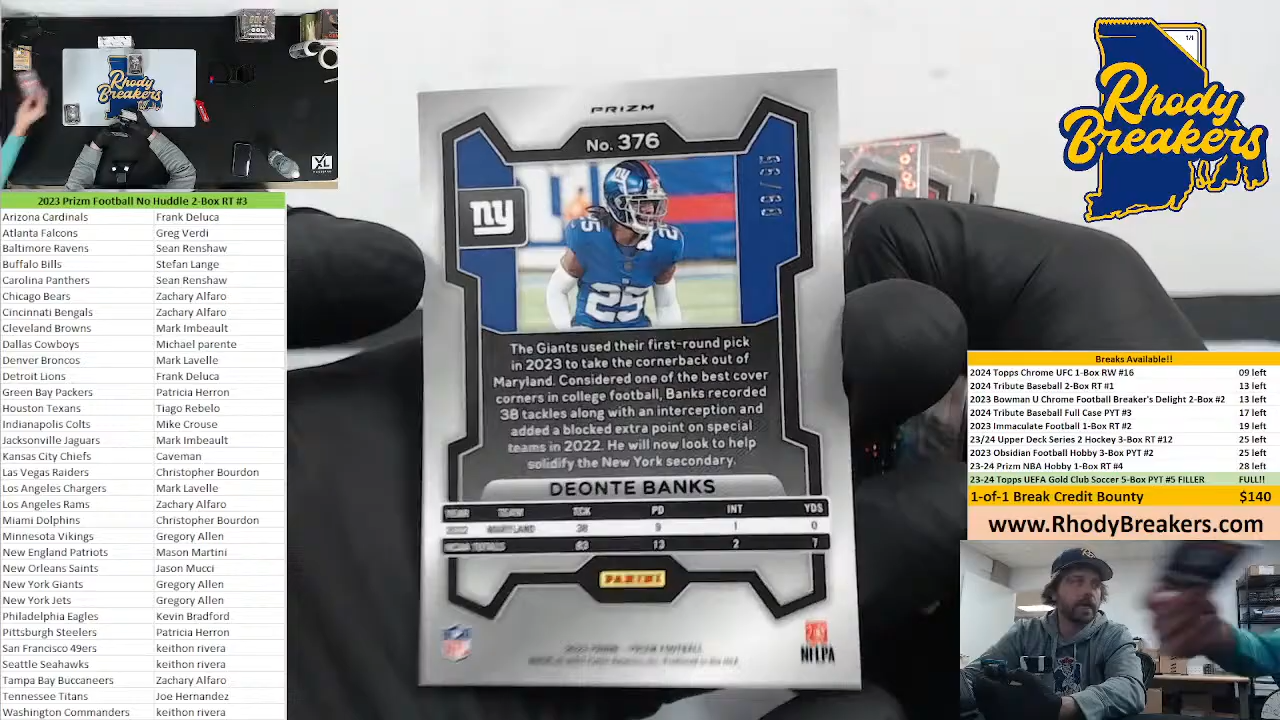 Rhody
Breakers
XL
2023 Prizm Football No Huddle 2-Box RT #3
Arizona Cardinals Frank Deluca
Atlanta Falcons Greg Verdi
Baltimore Ravens Sean Renshaw
Buffalo Bills Stefan Lange
Carolina Panthers Sean Renshaw
Chicago Bears Zachary Alfaro
Cincinnati Bengals Zachary Alfaro
Cleveland Browns Mark Imbeault
Dallas Cowboys Michael parente
Denver Broncos Mark Lavelle
Detroit Lions Frank Deluca
Green Bay Packers Patricia Herron
Houston Texans Tiago Rebelo
Indianapolis Colts Mike Crouse
Jacksonville Jaguars Mark Imbeault
Kansas City Chiefs Caveman
Las Vegas Raiders Christopher Bourdon
Los Angeles Chargers Mark Lavelle
Los Angeles Rams Zachary Alfaro
Miami Dolphins Christopher Bourdon
Minnesota Vikings Gregory Allen
New England Patriots Mason Martini
New Orleans Saints Jason Mucci
New York Giants Gregory Allen
New York Jets Gregory Allen
Philadelphia Eagles Kevin Bradford
Pittsburgh Steelers Patricia Herron
San Francisco 49ers keithon rivera
Seattle Seahawks keithon rivera
Tampa Bay Buccaneers Zachary Alfaro
Tennessee Titans Joe Hernandez
Washington Commanders keithon rivera
PRIZM
No. 376
ny
25
The Giants used their first-round pick
in 2023 to take the cornerback out of
Maryland. Considered one of the best cover
corners in college football, Banks recorded
38 tackles along with an interception and
added a blocked extra point on special
teams in 2022. He will now look to help
solidify the New York secondary.
DEONTE BANKS
YEAR TEAM TCK PD INT YDS
2022 MARYLAND 38 9 1 0
83 13 2 7
PANINI
NFL
NFLPA
1/1
Rhody
Breakers
Breaks Available!!
2024 Topps Chrome UFC 1-Box RW #16 09 left
2024 Tribute Baseball 2-Box RT #1 13 left
2023 Bowman U Chrome Football Breaker's Delight 2-Box #2 13 left
2024 Tribute Baseball Full Case PYT #3 17 left
2023 Immaculate Football 1-Box RT #2 19 left
23/24 Upper Deck Series 2 Hockey 3-Box RT #12 25 left
2023 Obsidian Football Hobby 3-Box PYT #2 25 left
23-24 Prizm NBA Hobby 1-Box RT #4 28 left
23-24 Topps UEFA Gold Club Soccer 5-Box PYT #5 FILLER FULL!!
1-of-1 Break Credit Bounty $140
www.RhodyBreakers.com